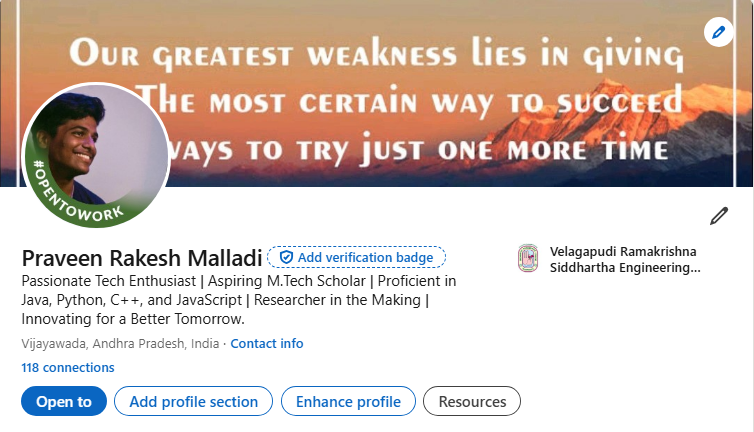 Our greatest weakness lies in giving
The most certain way to succeed
ways to try just one more time
#OPENTOWORK
Praveen Rakesh Malladi
Add verification badge
Velagapudi Ramakrishna
Siddhartha Engineering...
Passionate Tech Enthusiast | Aspiring M.Tech Scholar | Proficient in
Java, Python, C++, and JavaScript | Researcher in the Making |
Innovating for a Better Tomorrow.
Vijayawada, Andhra Pradesh, India · Contact info
118 connections
Open to
Add profile section
Enhance profile
Resources